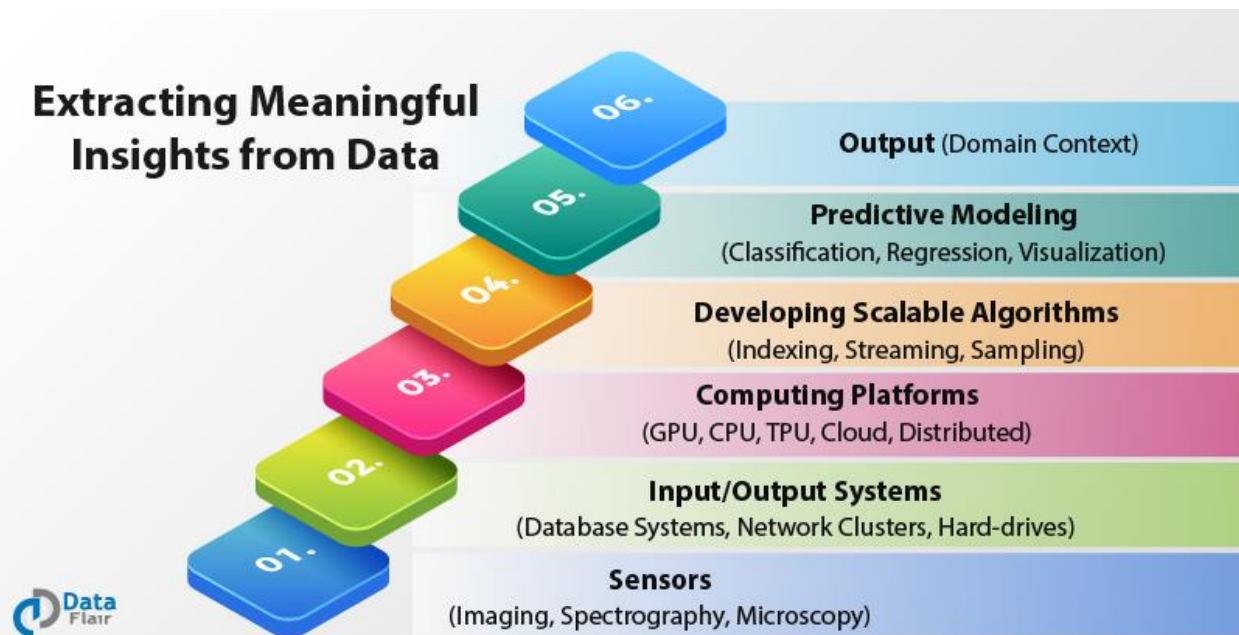 Extracting Meaningful
Insights from Data
06.
Output (Domain Context)
05.
Predictive Modeling
(Classification, Regression, Visualization)
04.
Developing Scalable Algorithms
(Indexing, Streaming, Sampling)
03.
Computing Platforms
(GPU, CPU, TPU, Cloud, Distributed)
02.
Input/Output Systems
(Database Systems, Network Clusters, Hard-drives)
01.
Sensors
(Imaging, Spectrography, Microscopy)
Data
Flair